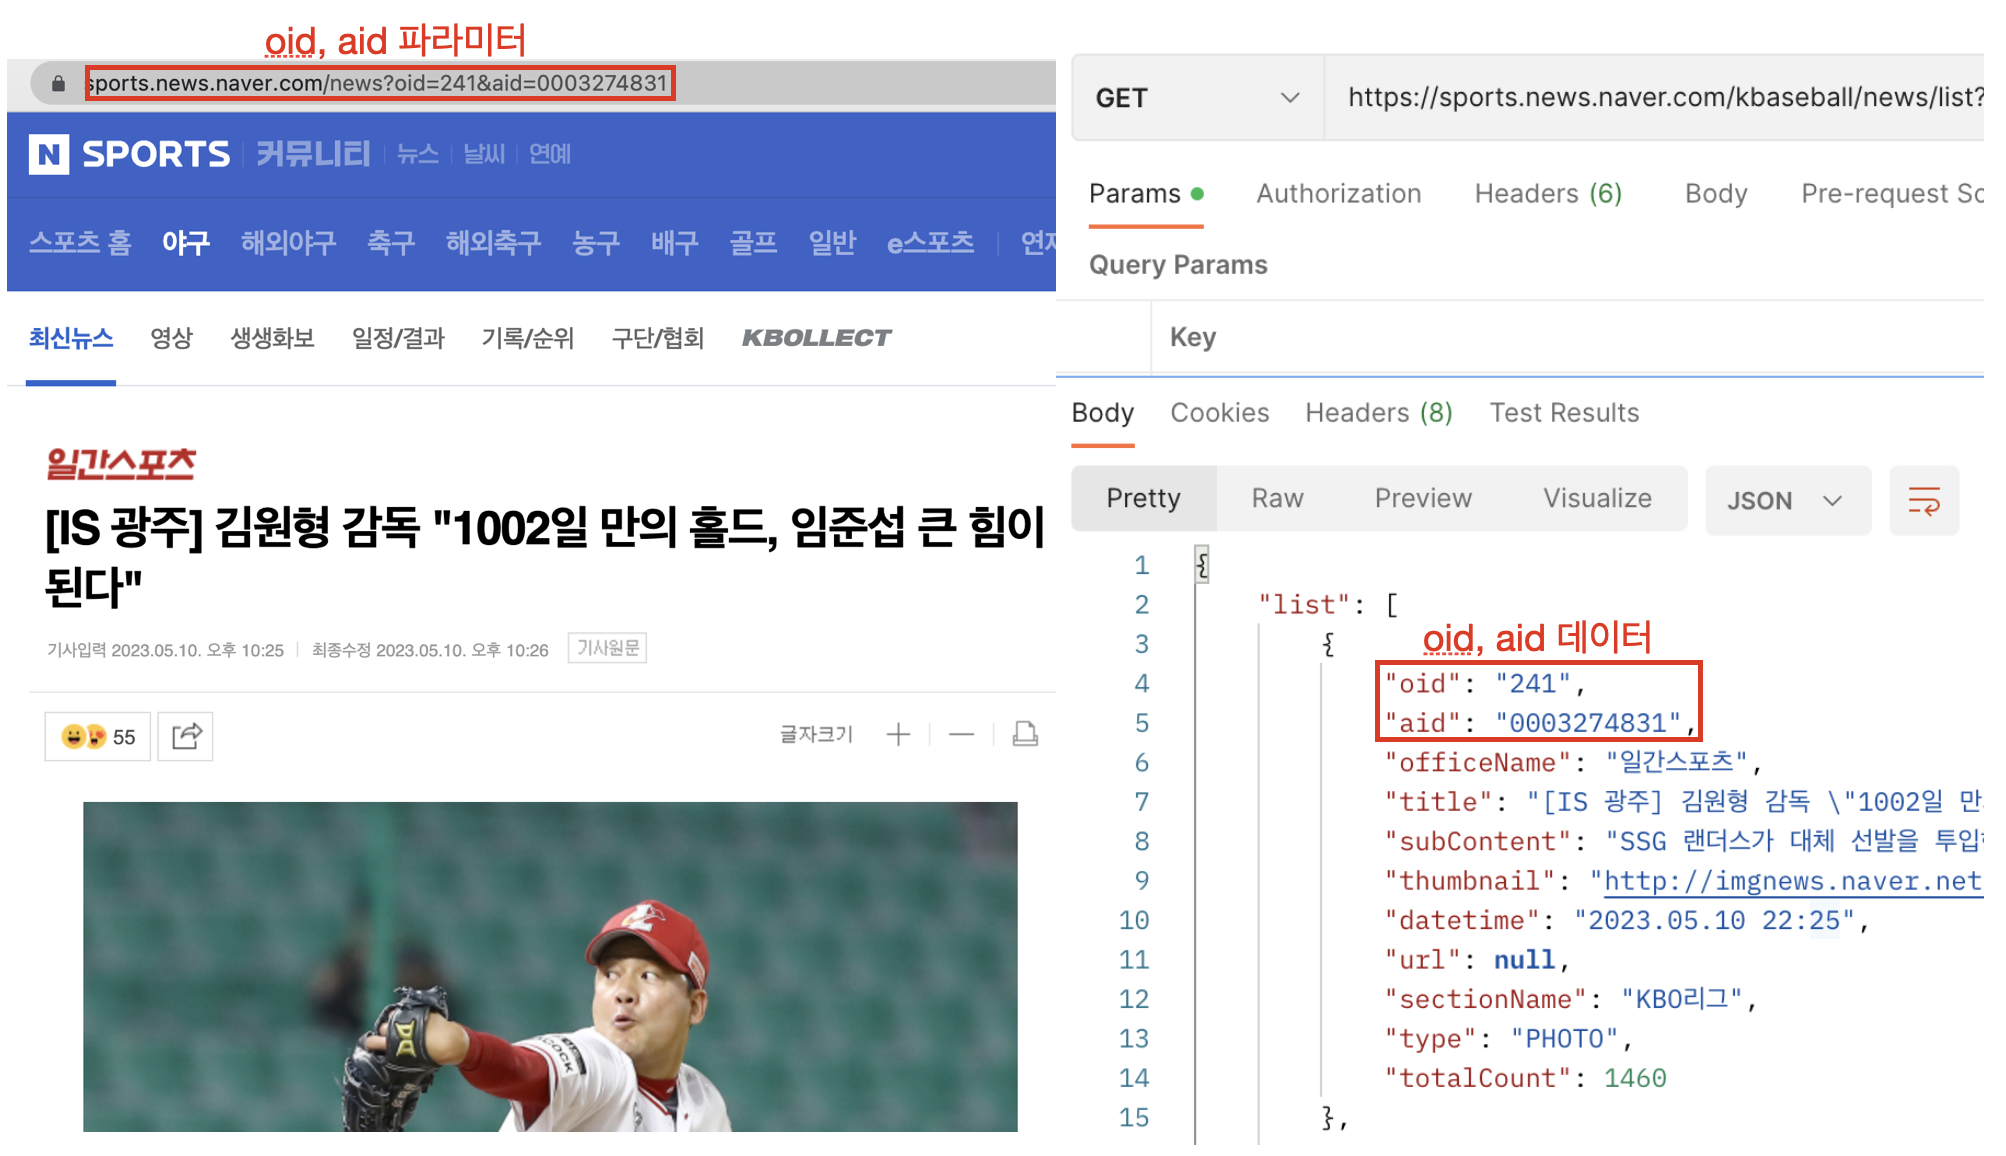 oid, aid 파라미터
sports.news.naver.com/news?oid=241&aid=0003274831
N SPORTS 커뮤니티 뉴스 날씨 연예
스포츠 홈 야구 해외야구 축구 해외축구 농구 배구 골프 일반 e스포츠
최신뉴스 영상 생생화보 일정/결과 기록/순위 구단/협회 KBOLLECT
일간스포츠
[IS 광주] 김원형 감독 "1002일 만의 홀드, 임준섭 큰 힘이
된다"
기사입력 2023.05.10. 오후 10:25 최종수정 2023.05.10. 오후 10:26 기사원문
55
글자크기
GET https://sports.news.naver.com/kbaseball/news/list?
Params Authorization Headers (6) Body Pre-request Sc
Query Params
Key
Body Cookies Headers (8) Test Results
Pretty Raw Preview Visualize JSON
1 {
2 "list": [
3 {
oid, aid 데이터
4 "oid": "241",
5 "aid": "0003274831",
6 "officeName": "일간스포츠",
7 "title": "[IS 광주] 김원형 감독 \"1002일 만
8 "subContent": "SSG 랜더스가 대체 선발을 투입
9 "thumbnail": "http://imgnews.naver.net
10 "datetime": "2023.05.10 22:25",
11 "url": null,
12 "sectionName": "KBO리그",
13 "type": "PHOTO",
14 "totalCount": 1460
15 },